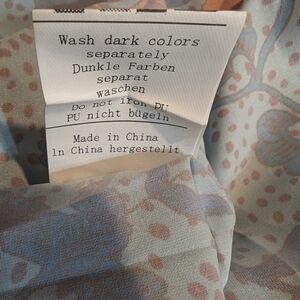 Wash dark colors
separately
Dunkle Farben
separat
waschen
Do not iron PU
PU nicht bügeln
Made in China
In China hergestellt